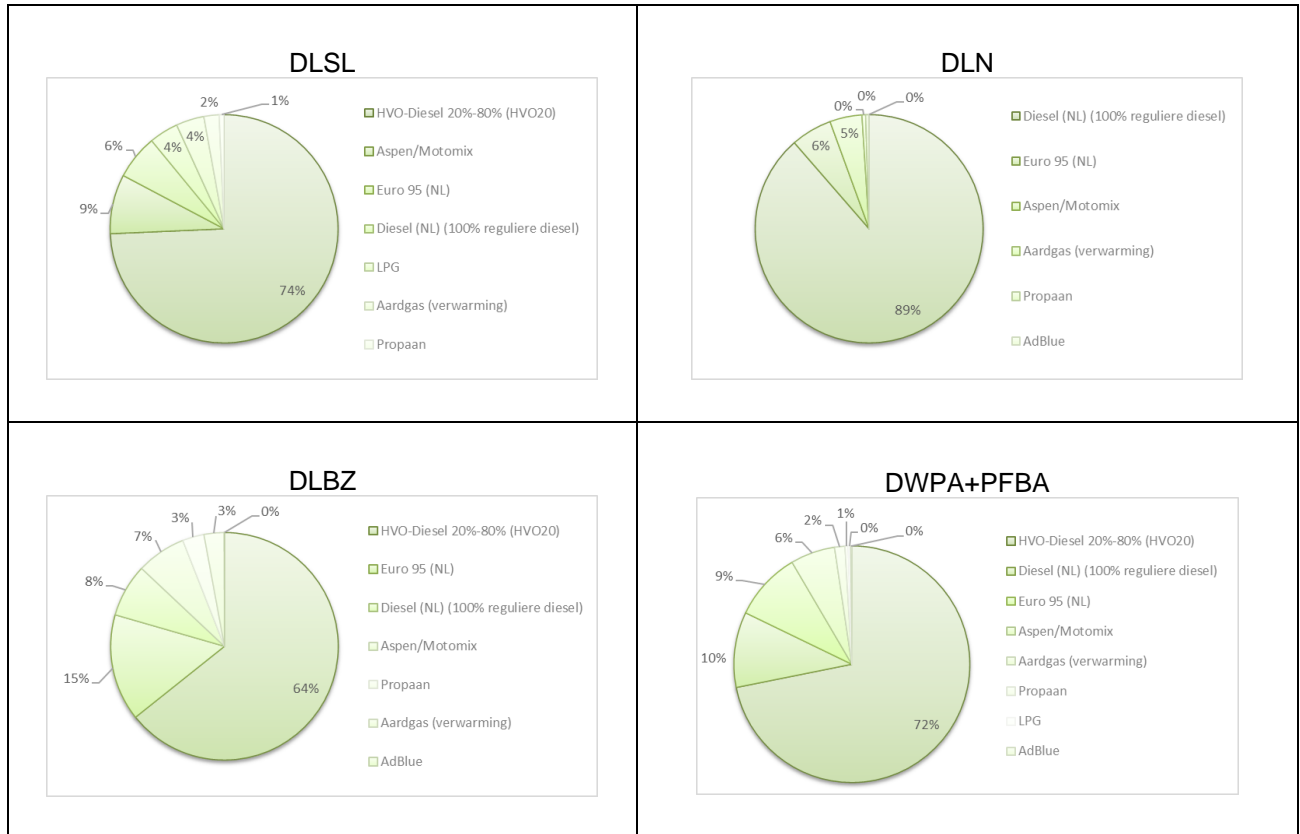 DLSL
2%
1%
6%
4%
4%
9%
74%
HVO-Diesel 20%-80% (HVO20)
Aspen/Motomix
Euro 95 (NL)
Diesel (NL) (100% reguliere diesel)
LPG
Aardgas (verwarming)
Propaan
DLN
0%
0%
0%
6%
5%
89%
Diesel (NL) (100% reguliere diesel)
Euro 95 (NL)
Aspen/Motomix
Aardgas (verwarming)
Propaan
AdBlue
DLBZ
3%
3%
0%
7%
8%
15%
64%
HVO-Diesel 20%-80% (HVO20)
Euro 95 (NL)
Diesel (NL) (100% reguliere diesel)
Aspen/Motomix
Propaan
Aardgas (verwarming)
AdBlue
DWPA+PFBA
2%
1%
0%
0%
6%
9%
10%
72%
HVO-Diesel 20%-80% (HVO20)
Diesel (NL) (100% reguliere diesel)
Euro 95 (NL)
Aspen/Motomix
Aardgas (verwarming)
Propaan
LPG
AdBlue